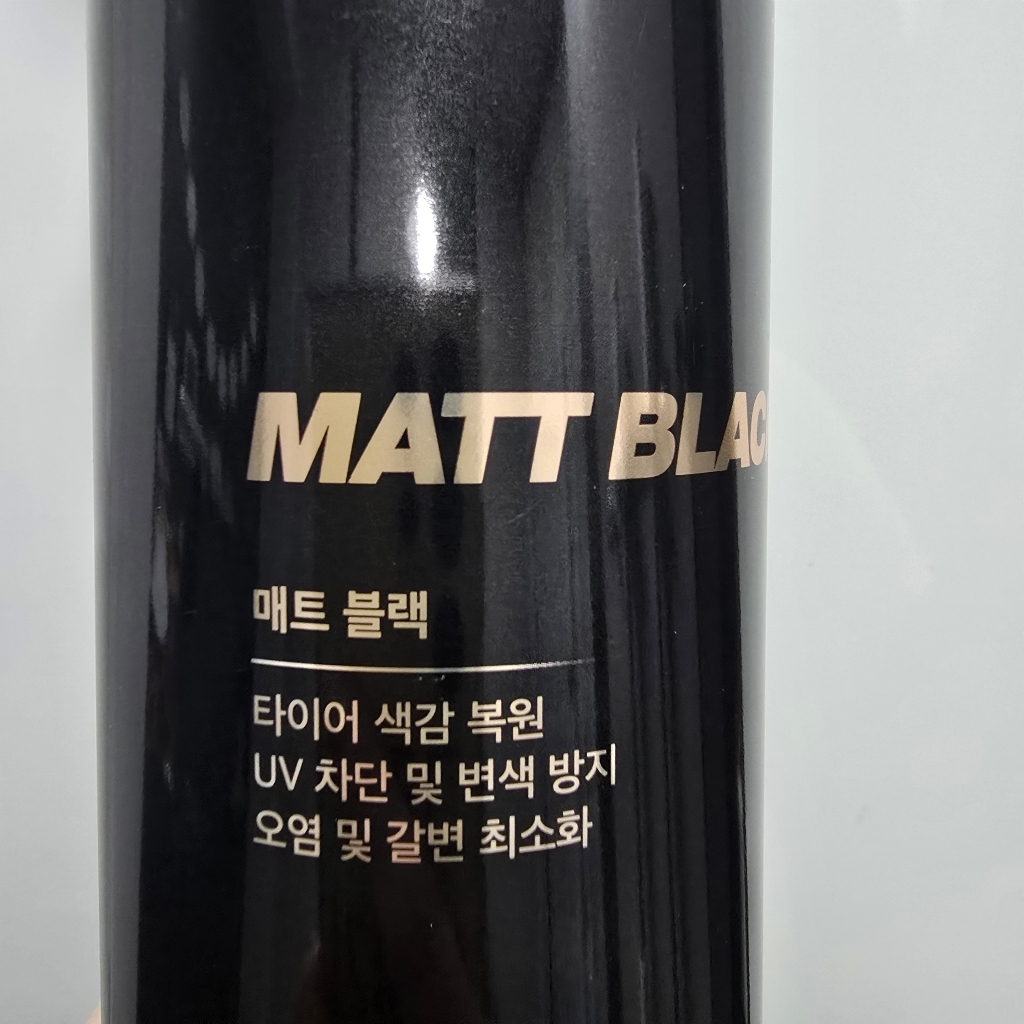 MATT BLAC
매트 블랙
타이어 색감 복원
UV 차단 및 변색 방지
오염 및 갈변 최소화